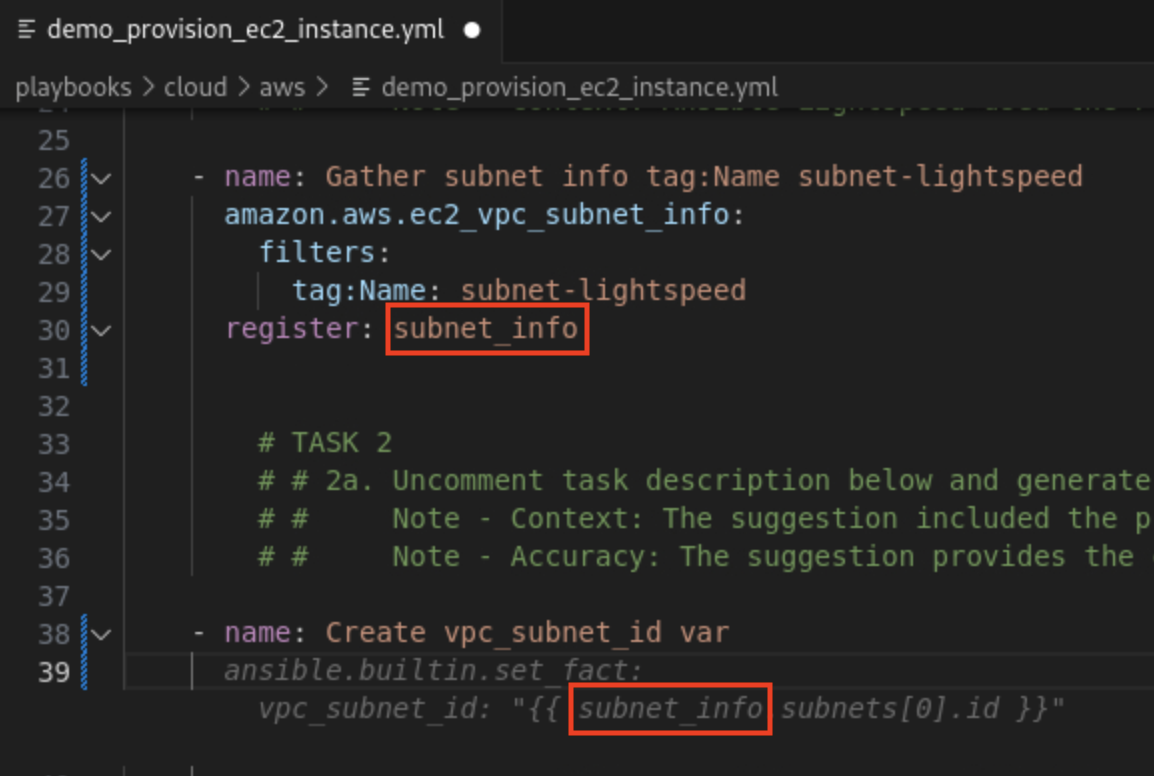 demo_provision_ec2_instance.yml
playbooks > cloud > aws > demo_provision_ec2_instance.yml
25
26 - name: Gather subnet info tag:Name subnet-lightspeed
27 amazon.aws.ec2_vpc_subnet_info:
28 filters:
29 tag:Name: subnet-lightspeed
30 register: subnet_info
31
32
33 # TASK 2
34 # # 2a. Uncomment task description below and generate
35 # # Note - Context: The suggestion included the p
36 # # Note - Accuracy: The suggestion provides the
37
38 - name: Create vpc_subnet_id var
39 ansible.builtin.set_fact:
vpc_subnet_id: "{{ subnet_info subnets[0].id }}"